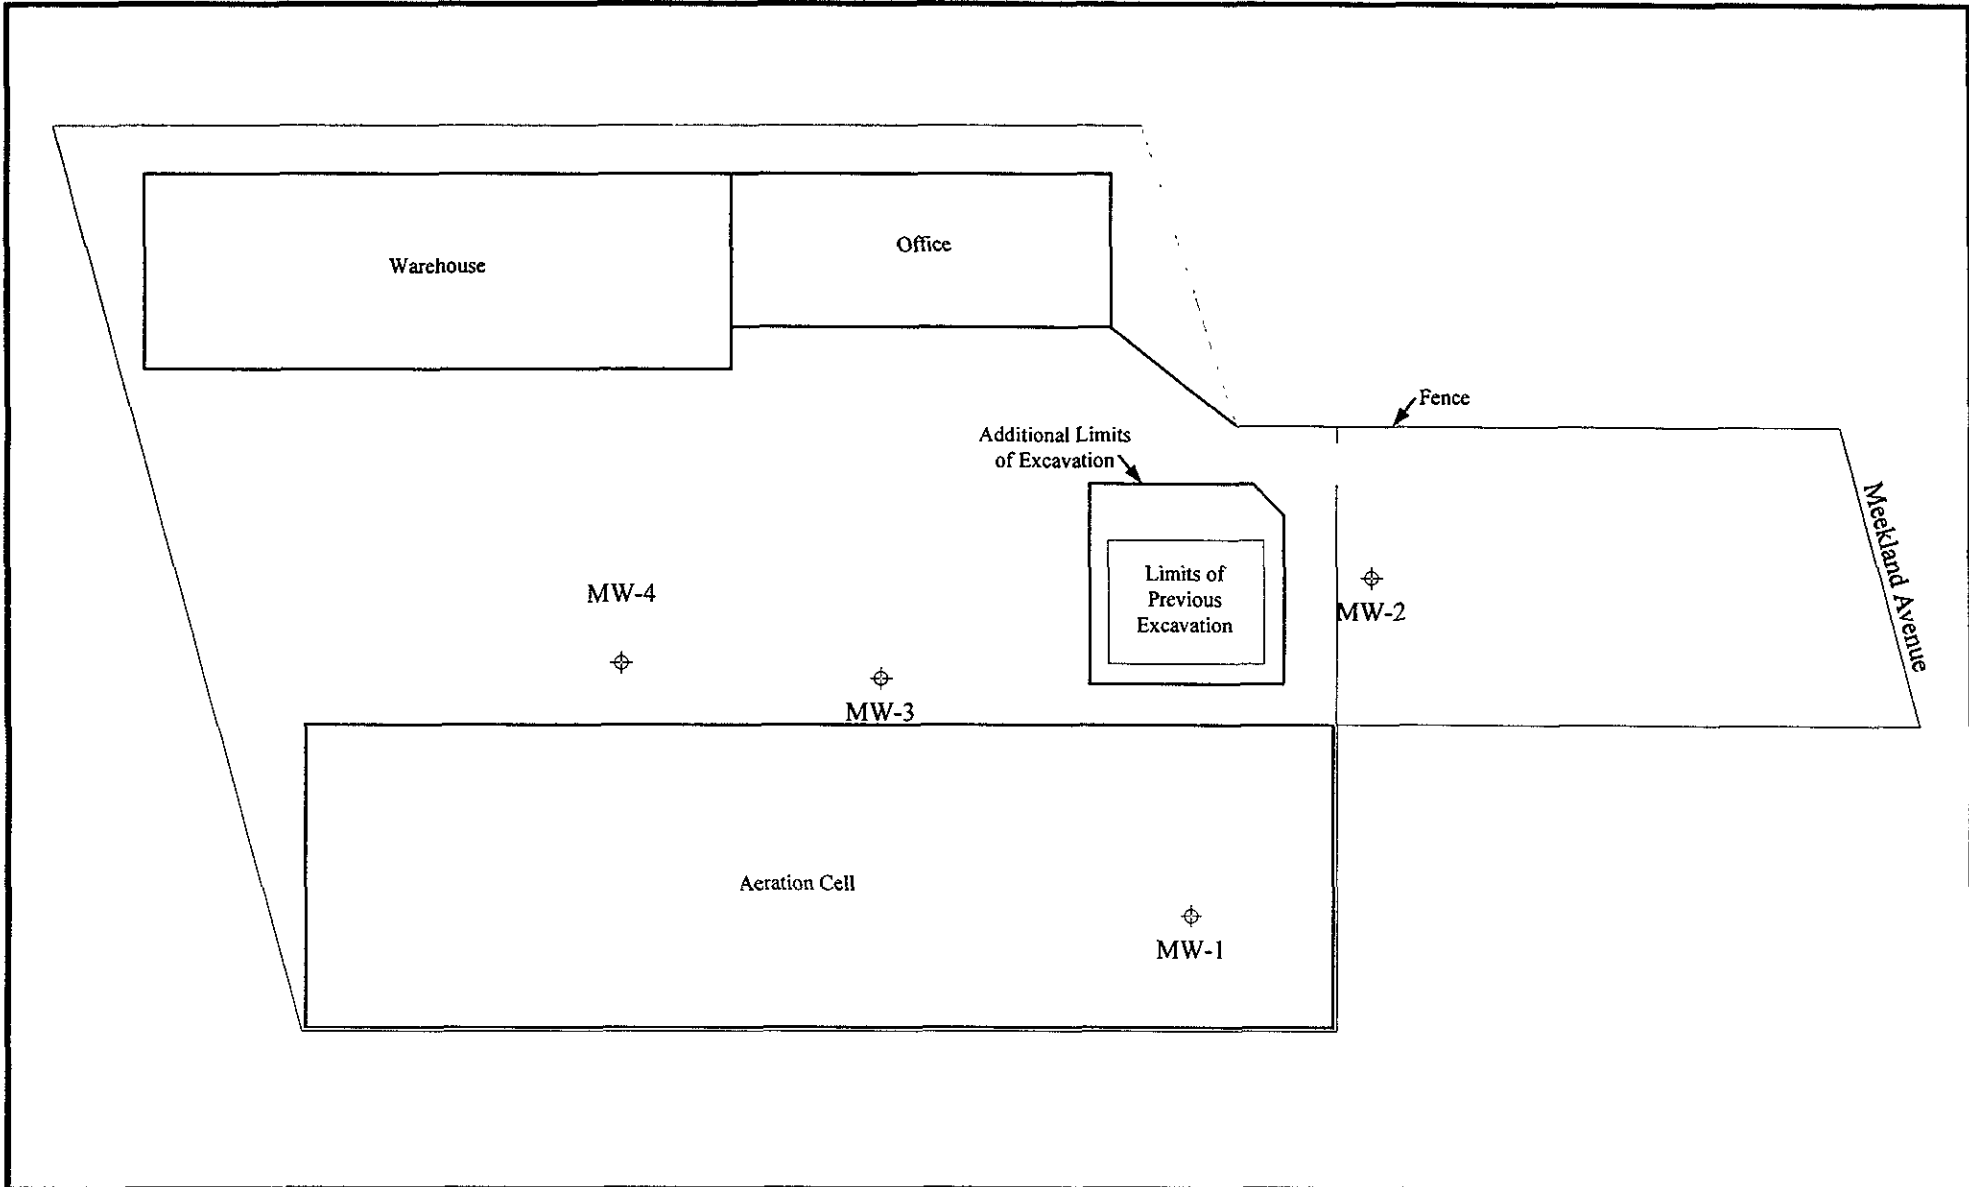 Office
Warehouse
Fence
Additional Limits
of Excavation
Meekland Avenue
Limits of
Previous
Excavation
MW-4
MW-2
MW-3
Aeration Cell
MW-1